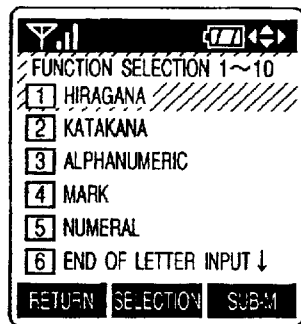 FUNCTION SELECTION 1～10
1 HIRAGANA
2 KATAKANA
3 ALPHANUMERIC
4 MARK
5 NUMERAL
6 END OF LETTER INPUT ↓
RETURN SELECTION SUB-M